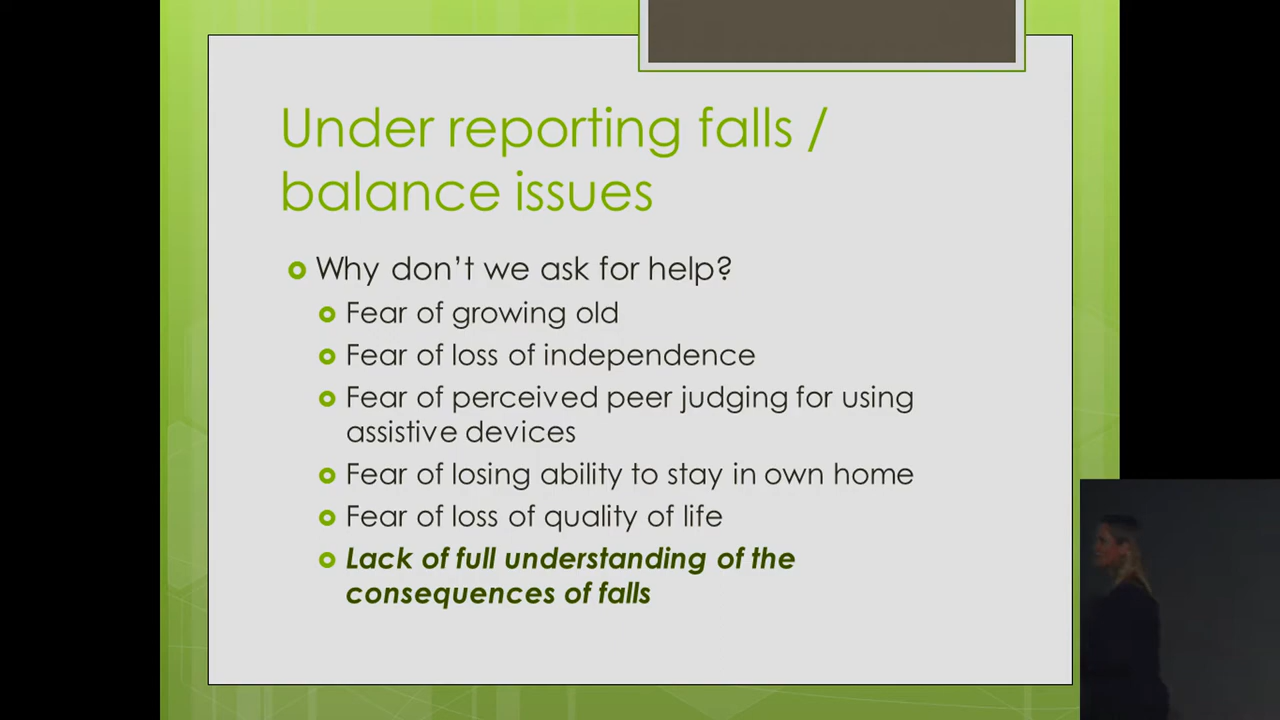 Under reporting falls /
balance issues
Why don't we ask for help?
Fear of growing old
Fear of loss of independence
Fear of perceived peer judging for using
assistive devices
Fear of losing ability to stay in own home
Fear of loss of quality of life
Lack of full understanding of the
consequences of falls